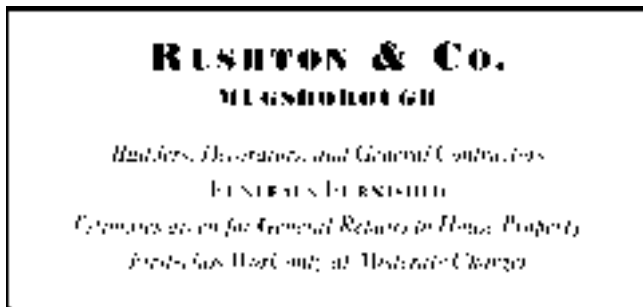 RUSHTON & CO.
MUGSBOROUGH
Builders, Decorators, and General Contractors
FUNERALS FURNISHED
Estimates given for General Repairs to House Property
First-class Work only at Moderate Charges